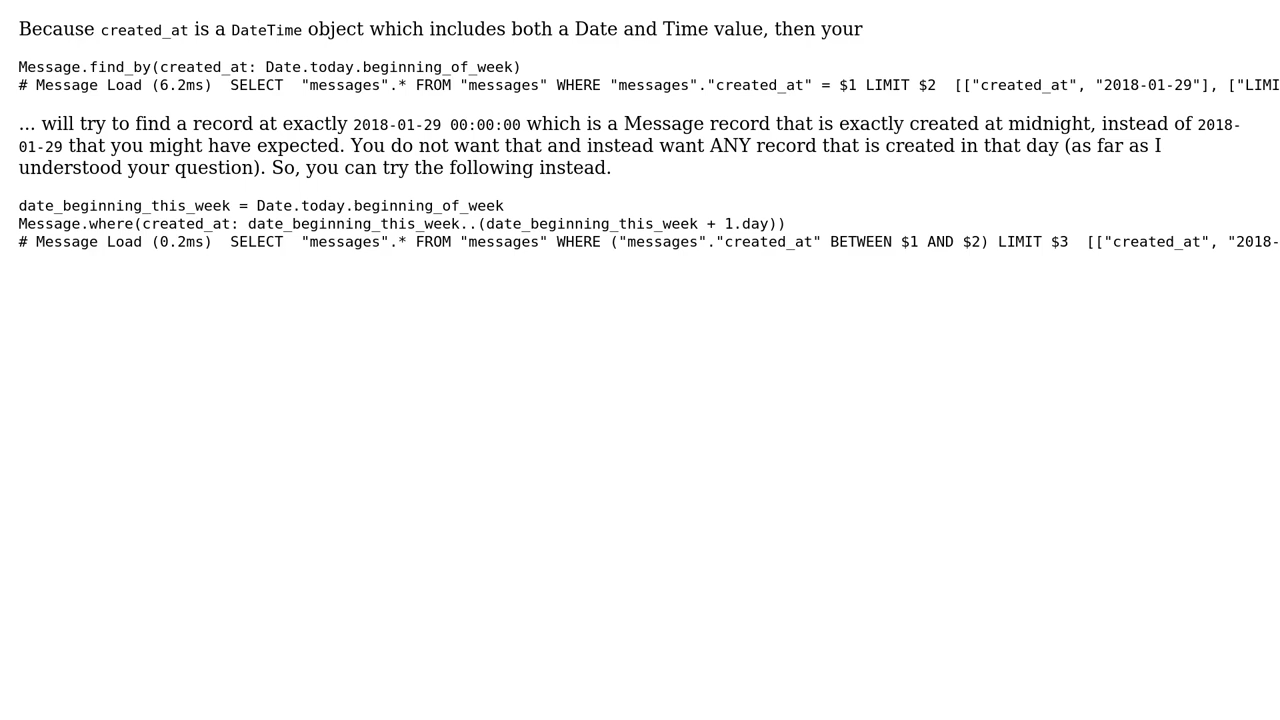 Because created_at is a DateTime object which includes both a Date and Time value, then your
Message.find_by(created_at: Date.today.beginning_of_week)
# Message Load (6.2ms)  SELECT  "messages".* FROM "messages" WHERE "messages"."created_at" = $1 LIMIT $2  [["created_at", "2018-01-29"], ["LIMI
... will try to find a record at exactly 2018-01-29 00:00:00 which is a Message record that is exactly created at midnight, instead of 2018-
01-29 that you might have expected. You do not want that and instead want ANY record that is created in that day (as far as I
understood your question). So, you can try the following instead.
date_beginning_this_week = Date.today.beginning_of_week
Message.where(created_at: date_beginning_this_week..(date_beginning_this_week + 1.day))
# Message Load (0.2ms)  SELECT  "messages".* FROM "messages" WHERE ("messages"."created_at" BETWEEN $1 AND $2) LIMIT $3  [["created_at", "2018-